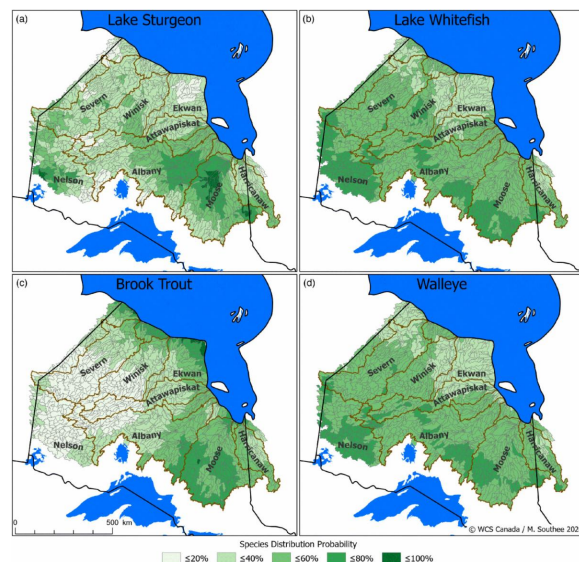 (a) Lake Sturgeon
Severn
Winisk
Ekwan
Attawapiskat
Nelson
Albany
Moose
Harricanaw
(b) Lake Whitefish
Severn
Winisk
Ekwan
Attawapiskat
Nelson
Albany
Moose
Harricanaw
(c) Brook Trout
Severn
Winisk
Ekwan
Attawapiskat
Nelson
Albany
Moose
Harricanaw
0 500 km
(d) Walleye
Severn
Winisk
Ekwan
Attawapiskat
Nelson
Albany
Moose
Harricanaw
© WCS Canada / M. Southee 202
Species Distribution Probability
≤20% ≤40% ≤60% ≤80% ≤100%